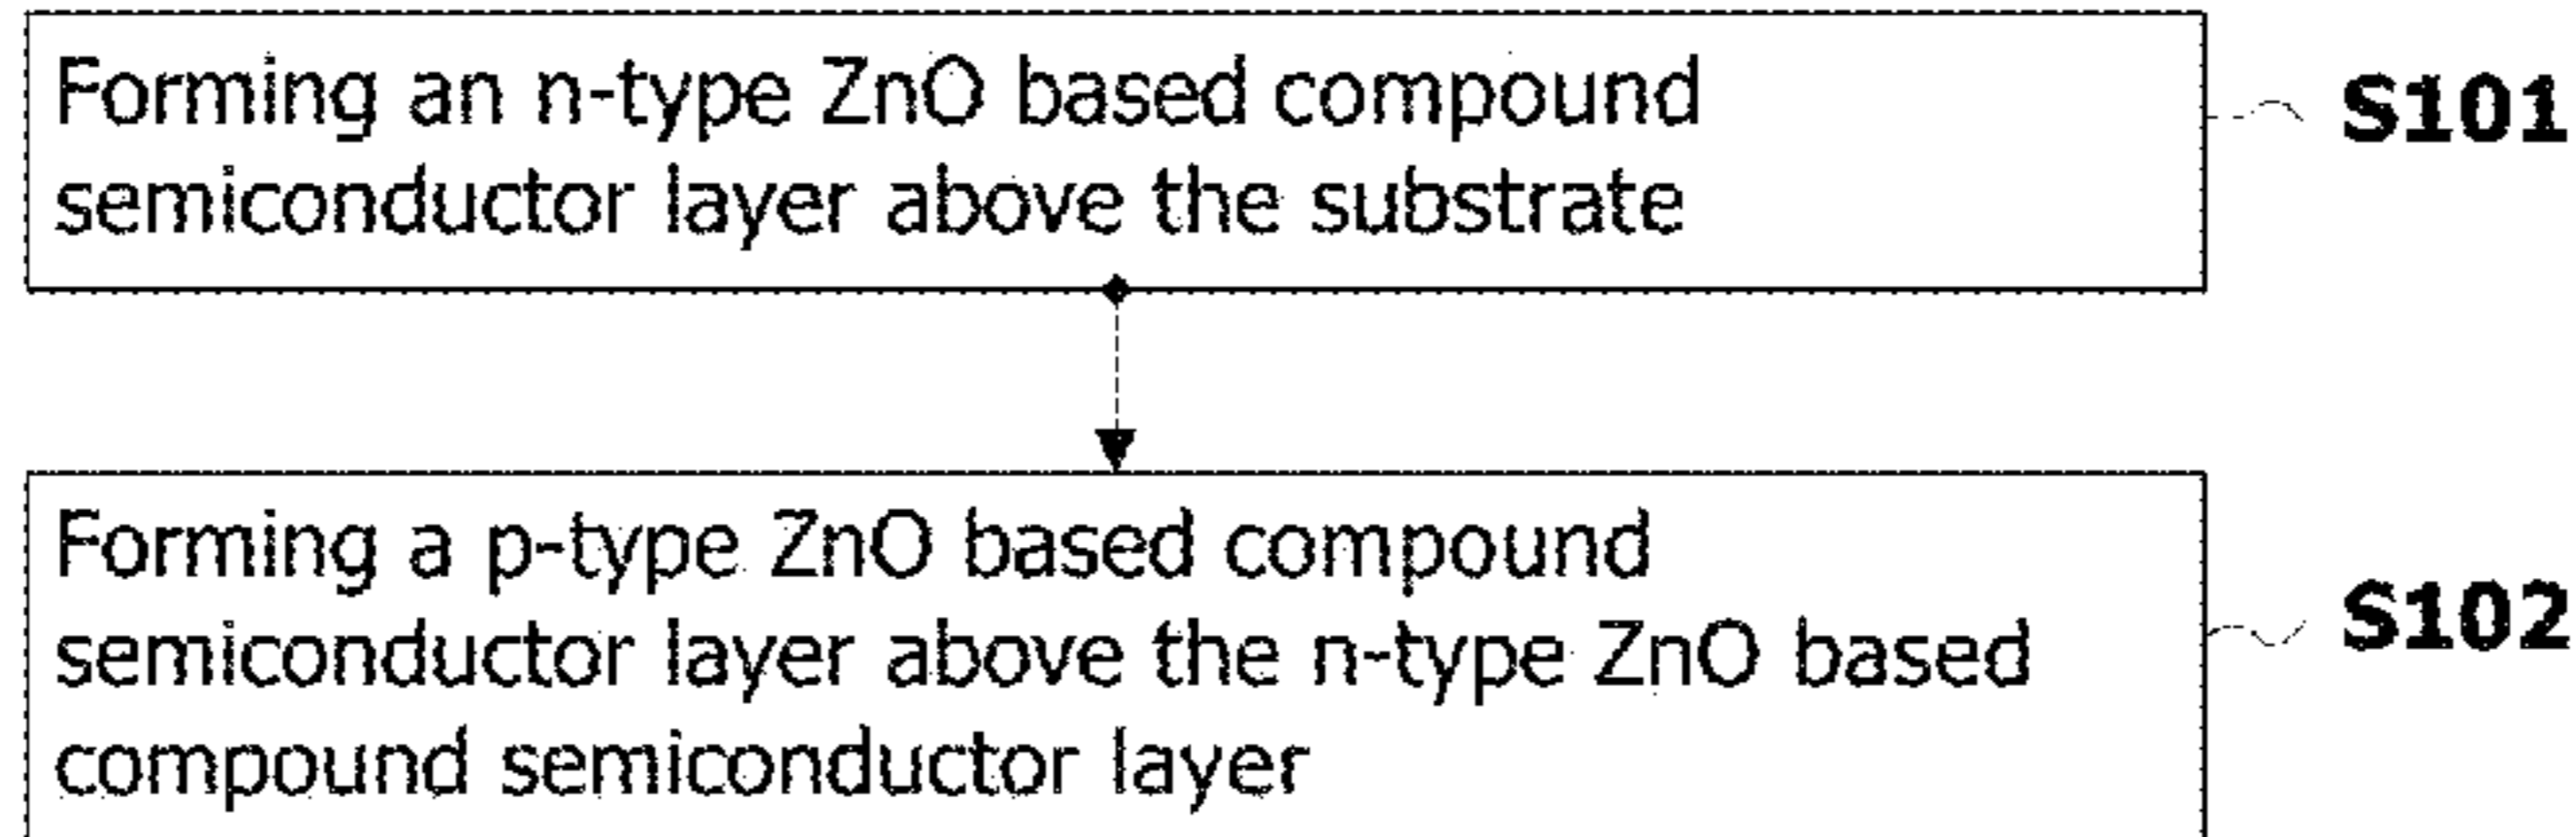 Forming an n-type ZnO based compound
semiconductor layer above the substrate
S101
Forming a p-type ZnO based compound
semiconductor layer above the n-type ZnO based
compound semiconductor layer
S102